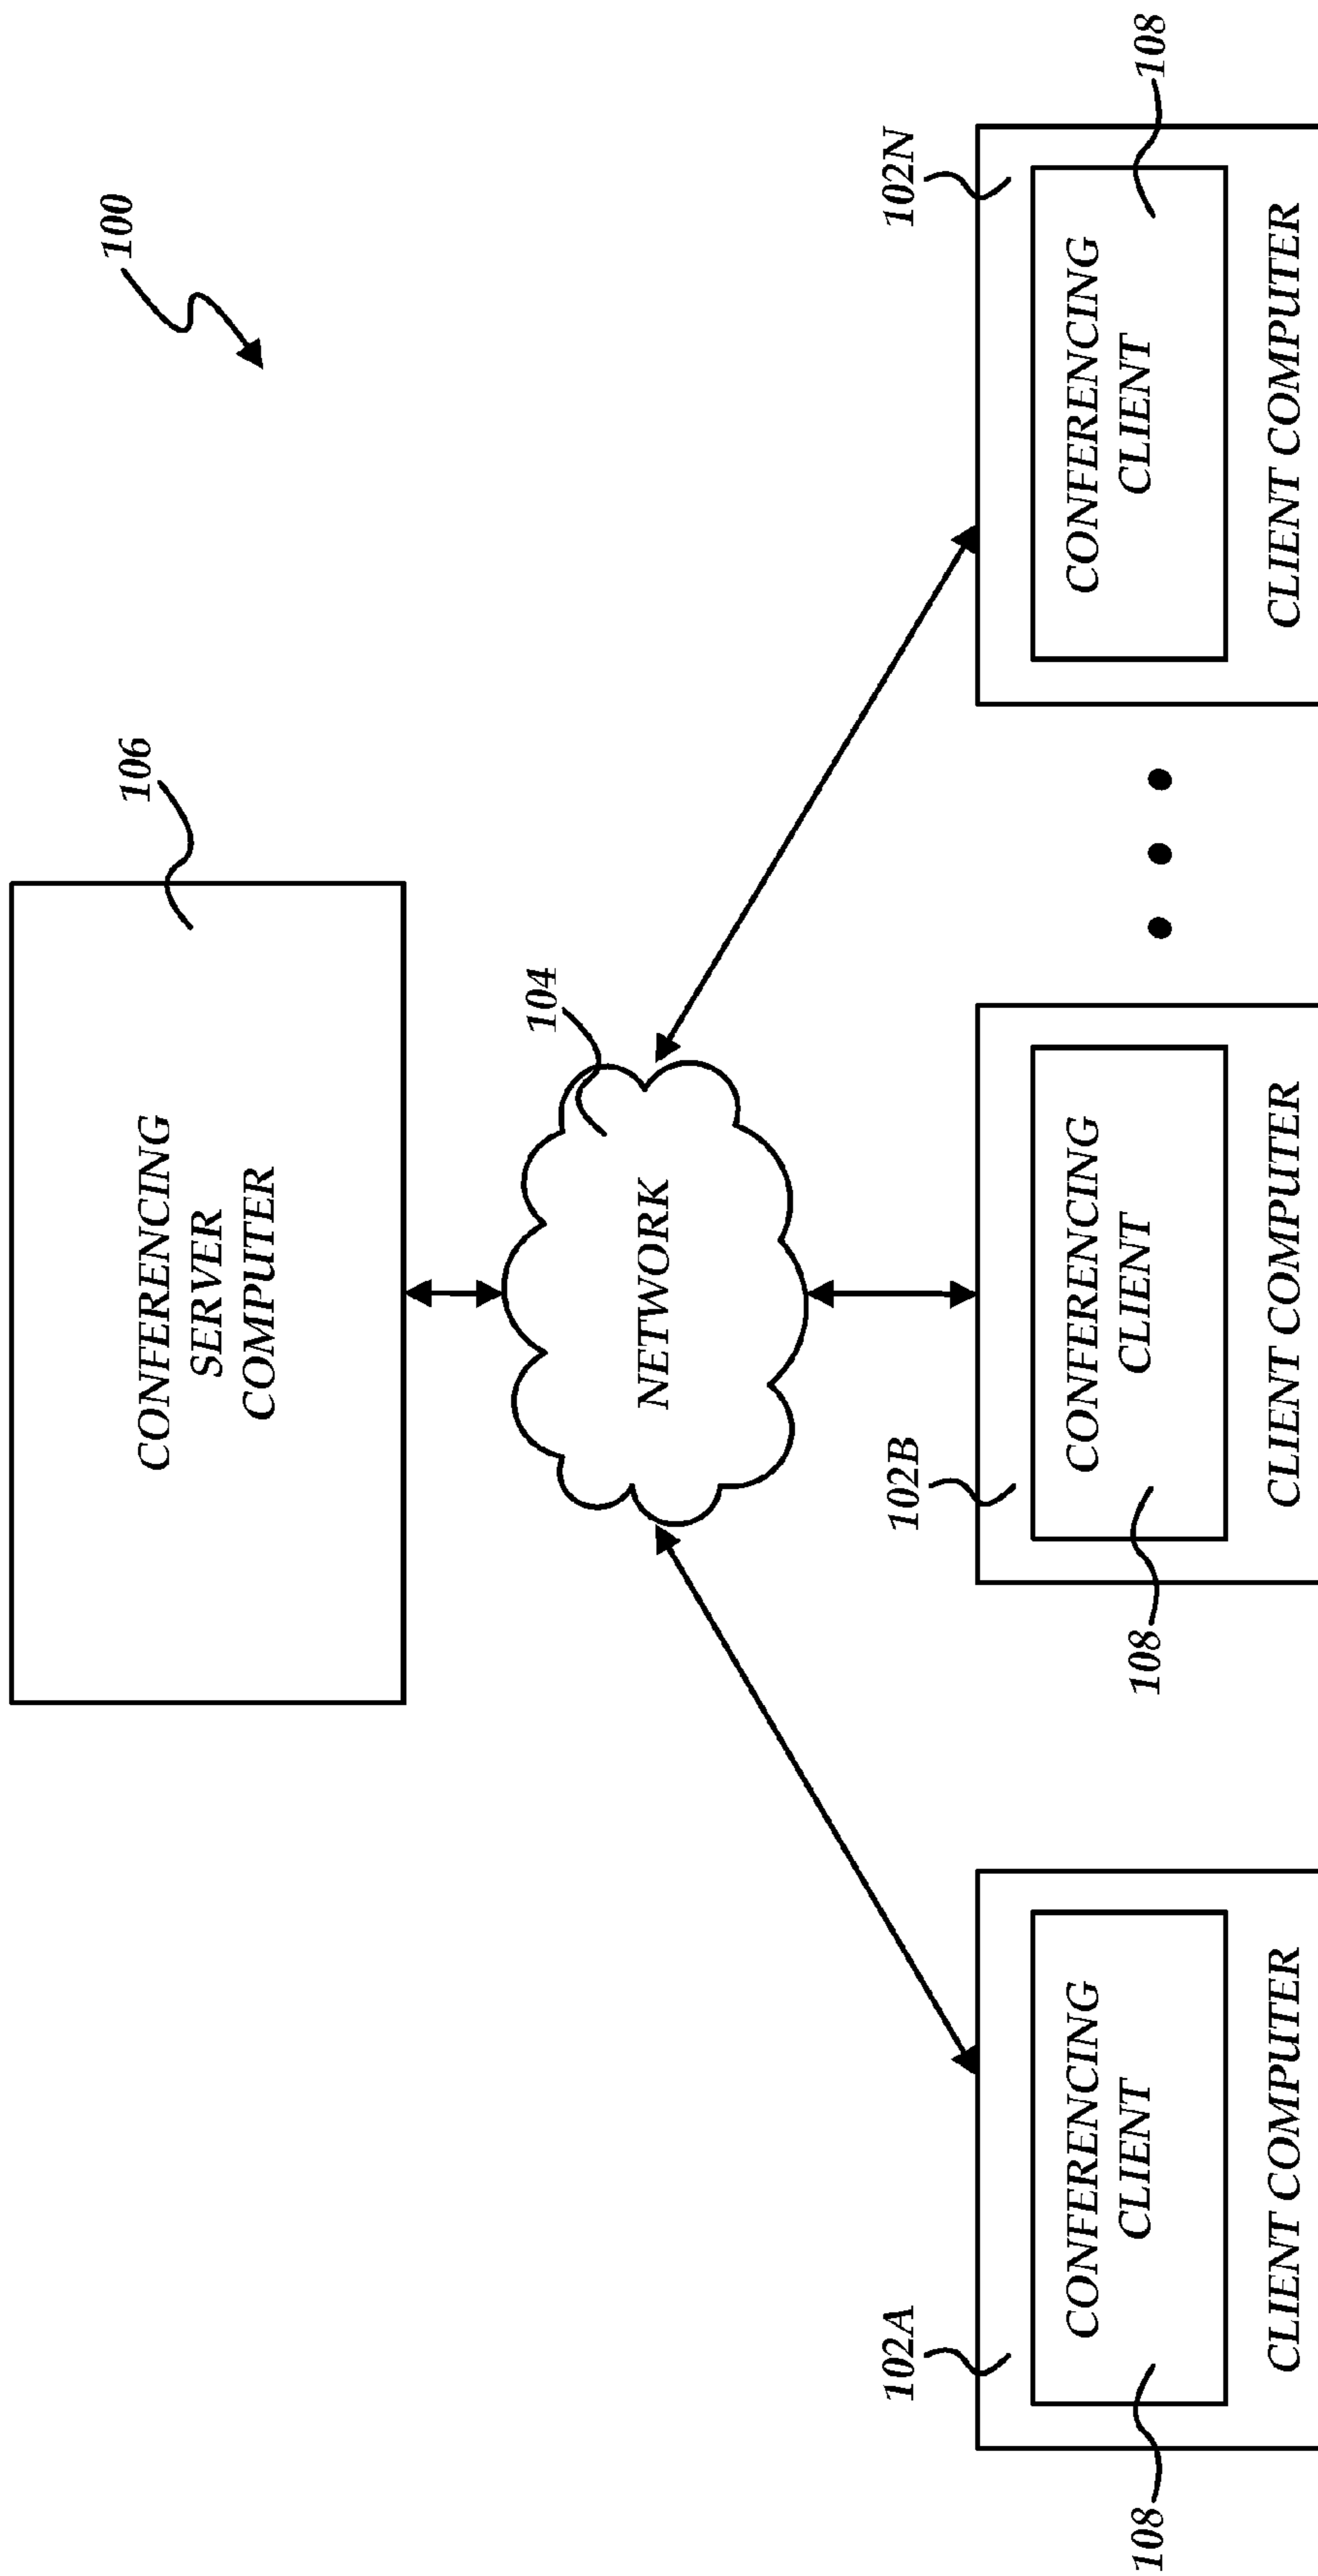 100
106
CONFERENCING
SERVER
COMPUTER
104
NETWORK
102A
102B
102N
CONFERENCING
CLIENT
CLIENT COMPUTER
108
CONFERENCING
CLIENT
CLIENT COMPUTER
108
CONFERENCING
CLIENT
CLIENT COMPUTER
108